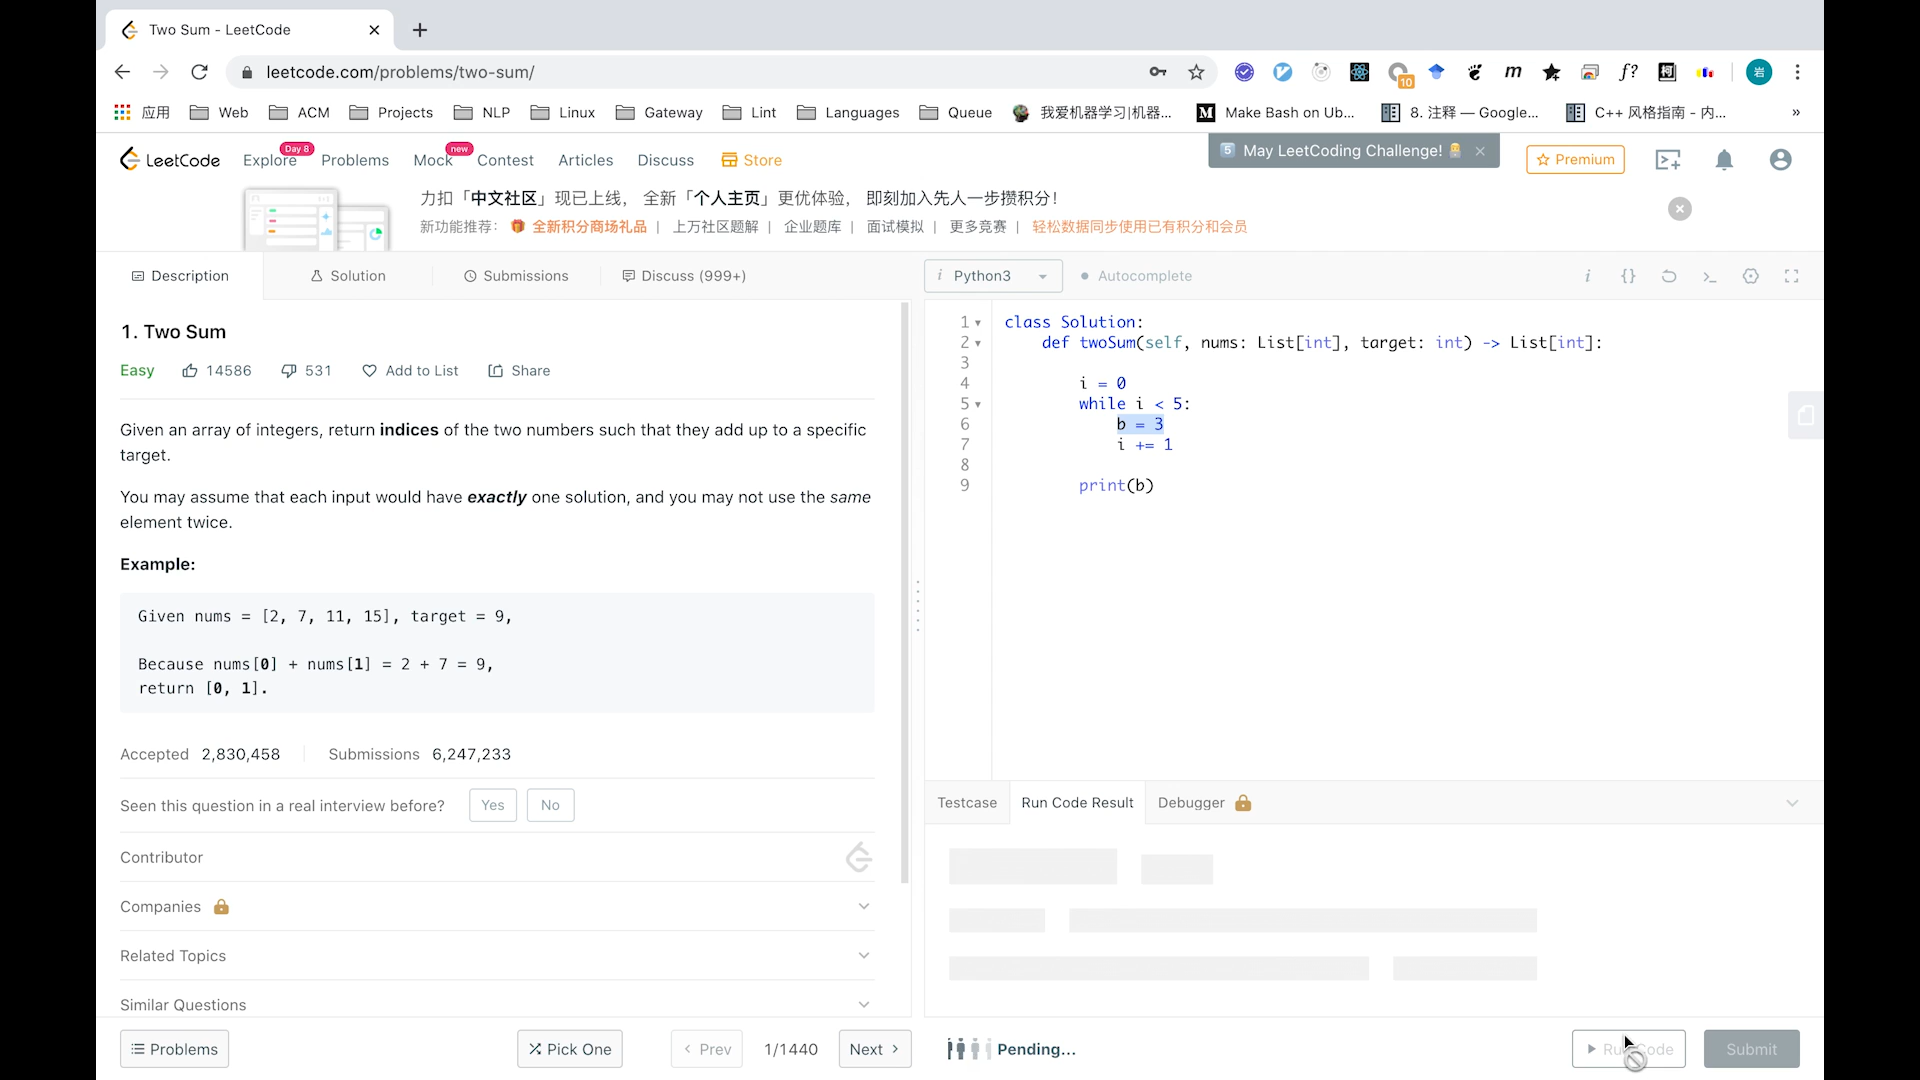 Two Sum - LeetCode
leetcode.com/problems/two-sum/
10
m
f?
岩
应用
Web
ACM
Projects
NLP
Linux
Gateway
Lint
Languages
Queue
我爱机器学习|机器...
Make Bash on Ub...
8. 注释 — Google...
C++ 风格指南 - 内...
»
LeetCode
Explore
Day 8
Problems
Mock
new
Contest
Articles
Discuss
Store
5 May LeetCoding Challenge!
Premium
力扣「中文社区」现已上线， 全新「个人主页」更优体验， 即刻加入先人一步攒积分！
新功能推荐： 全新积分商场礼品 | 上万社区题解 | 企业题库 | 面试模拟 | 更多竞赛 | 轻松数据同步使用已有积分和会员
Description
Solution
Submissions
Discuss (999+)
i Python3
Autocomplete
i {}
1. Two Sum
Easy 14586 531 Add to List Share
Given an array of integers, return indices of the two numbers such that they add up to a specific
target.
You may assume that each input would have exactly one solution, and you may not use the same
element twice.
Example:
Given nums = [2, 7, 11, 15], target = 9,
Because nums[0] + nums[1] = 2 + 7 = 9,
return [0, 1].
Accepted 2,830,458 Submissions 6,247,233
Seen this question in a real interview before? Yes No
Contributor
Companies
Related Topics
Similar Questions
1 class Solution:
2 def twoSum(self, nums: List[int], target: int) -> List[int]:
3
4 i = 0
5 while i < 5:
6 b = 3
7 i += 1
8
9 print(b)
Testcase
Run Code Result
Debugger
Problems
Pick One
Prev
1/1440
Next
Pending...
Run Code
Submit